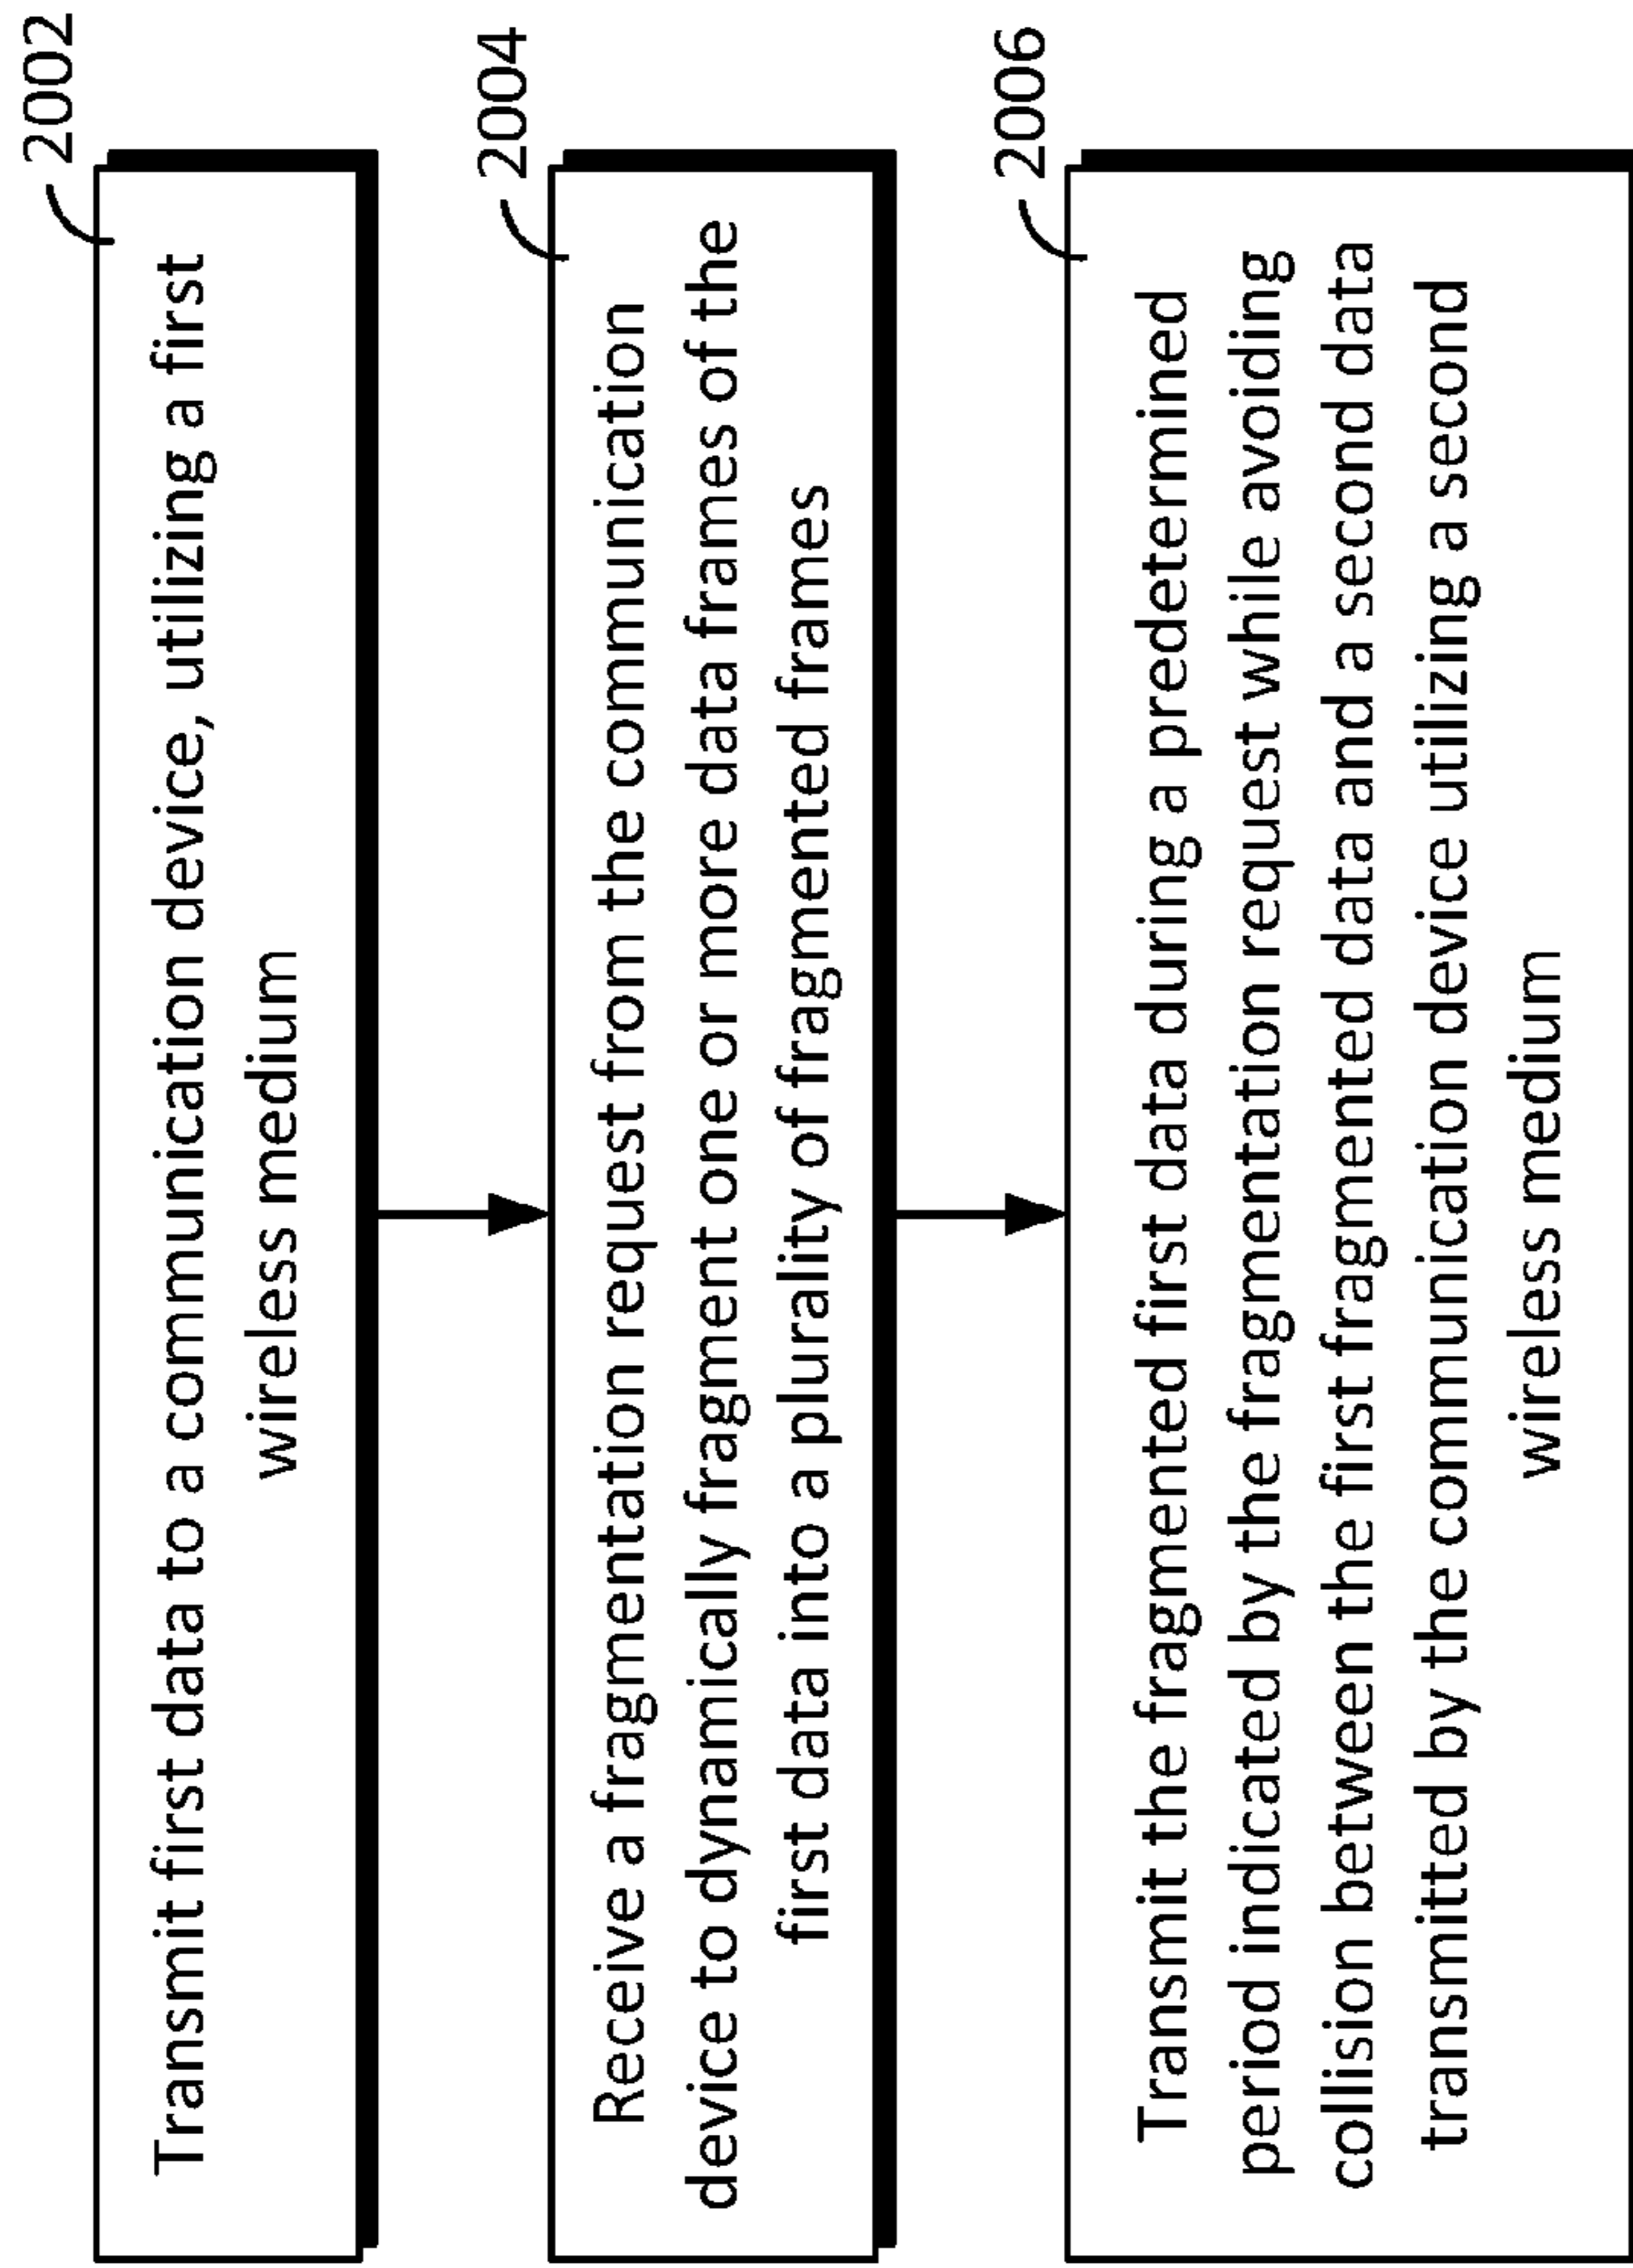 2002
Transmit first data to a communication device, utilizing a first
wireless medium
2004
Receive a fragmentation request from the communication
device to dynamically fragment one or more data frames of the
first data into a plurality of fragmented frames
2006
Transmit the fragmented first data during a predetermined
period indicated by the fragmentation request while avoiding
collision between the first fragmented data and a second data
transmitted by the communication device utilizing a second
wireless medium